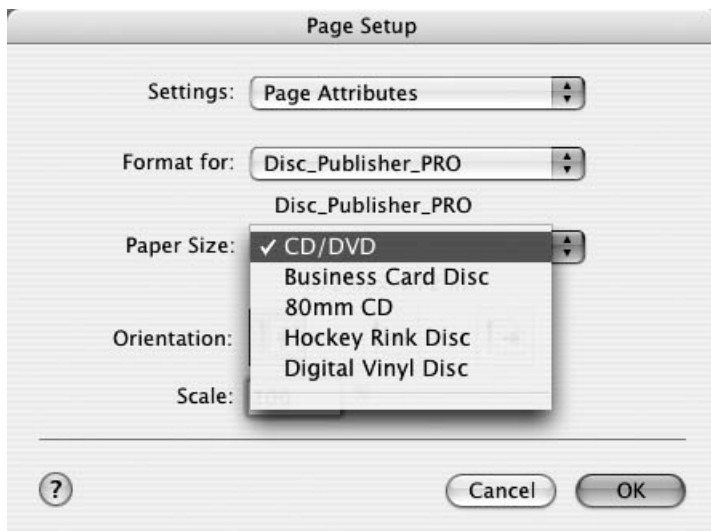 Page Setup
Settings: Page Attributes
Format for: Disc_Publisher_PRO
Disc_Publisher_PRO
Paper Size: ✓ CD/DVD
Business Card Disc
80mm CD
Orientation: Hockey Rink Disc
Digital Vinyl Disc
Scale: 100 %
? Cancel OK